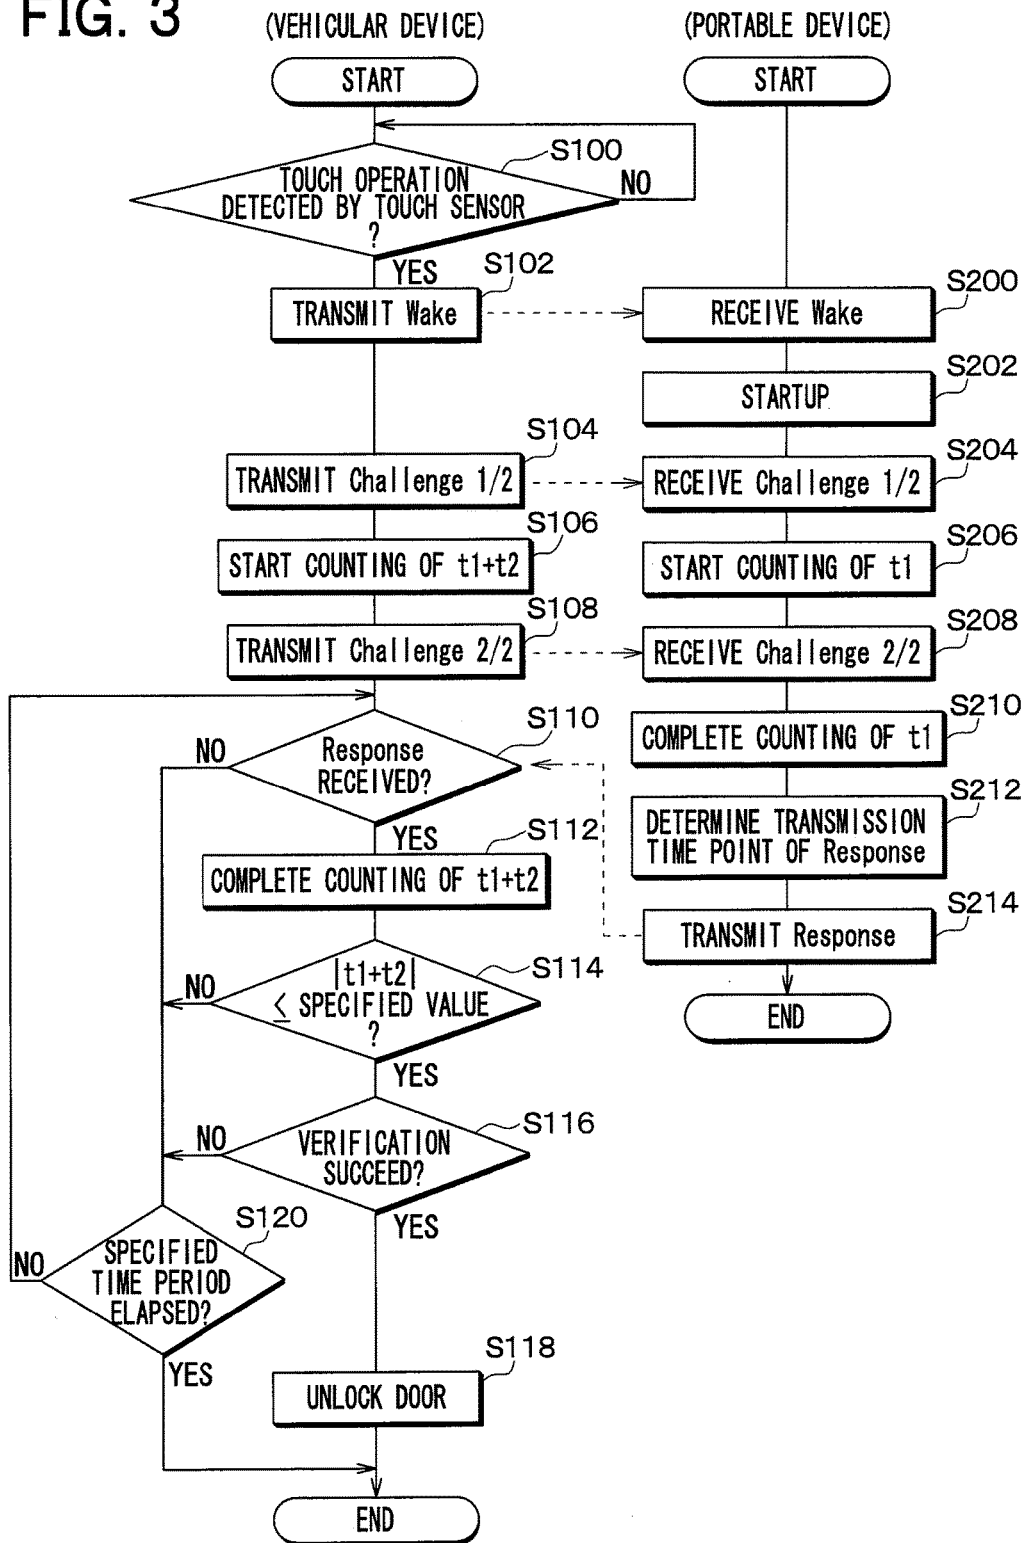 FIG. 3
(VEHICULAR DEVICE)
(PORTABLE DEVICE)
START
START
S100
TOUCH OPERATION
DETECTED BY TOUCH SENSOR
?
NO
YES
S102
TRANSMIT Wake
S200
RECEIVE Wake
S202
STARTUP
S104
TRANSMIT Challenge 1/2
S204
RECEIVE Challenge 1/2
S106
START COUNTING OF t1+t2
S206
START COUNTING OF t1
S108
TRANSMIT Challenge 2/2
S208
RECEIVE Challenge 2/2
S110
Response
RECEIVED?
NO
YES
S210
COMPLETE COUNTING OF t1
S112
COMPLETE COUNTING OF t1+t2
S212
DETERMINE TRANSMISSION
TIME POINT OF Response
S214
TRANSMIT Response
S114
|t1+t2|
≤ SPECIFIED VALUE
?
NO
YES
END
S116
VERIFICATION
SUCCEED?
NO
YES
S120
SPECIFIED
TIME PERIOD
ELAPSED?
NO
YES
S118
UNLOCK DOOR
END